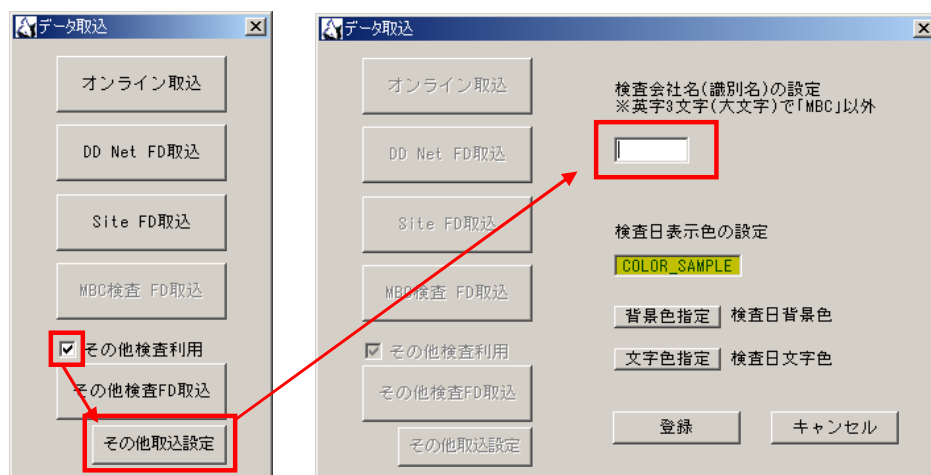 データ取込
オンライン取込
DD Net FD取込
Site FD取込
MBC検査 FD取込
その他検査利用
その他検査FD取込
その他取込設定
データ取込
オンライン取込
DD Net FD取込
Site FD取込
MBC検査 FD取込
その他検査利用
その他検査FD取込
その他取込設定
検査会社名(識別名)の設定
※英字3文字(大文字)で「MBC」以外
検査日表示色の設定
COLOR_SAMPLE
背景色指定 検査日背景色
文字色指定 検査日文字色
登録 キャンセル